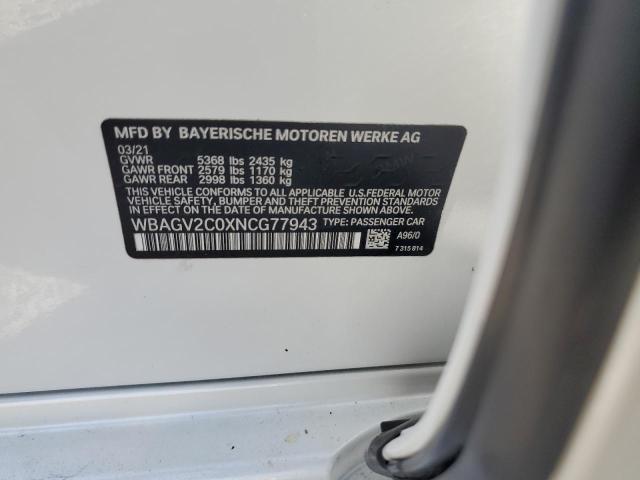 MFD BY BAYERISCHE MOTOREN WERKE AG
03/21
GVWR 5368 lbs 2435 kg
GAWR FRONT 2579 lbs 1170 kg
GAWR REAR 2998 lbs 1360 kg
THIS VEHICLE CONFORMS TO ALL APPLICABLE U.S.FEDERAL MOTOR
VEHICLE SAFETY, BUMPER, AND THEFT PREVENTION STANDARDS IN
EFFECT ON THE DATE OF MANUFACTURE SHOWN ABOVE.
WBAGV2C0XNCG77943 TYPE: PASSENGER CAR
A96/0
7 315 814